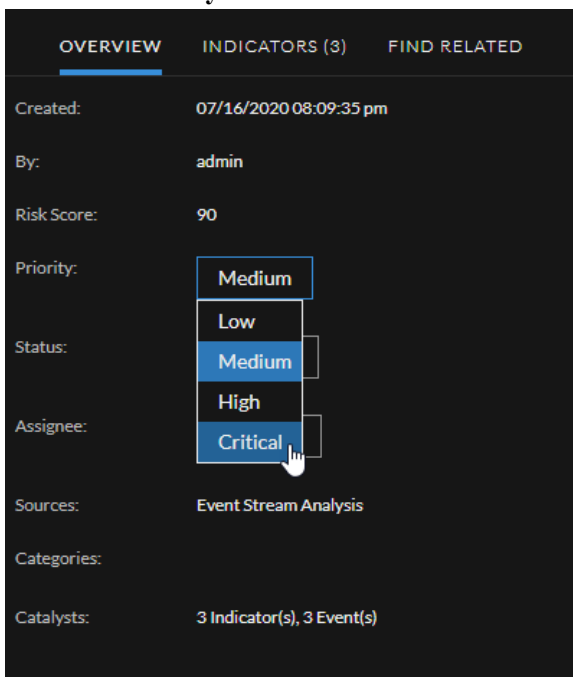 OVERVIEW INDICATORS (3) FIND RELATED
Created: 07/16/2020 08:09:35 pm
By: admin
Risk Score: 90
Priority: Medium
Low
Status:
Medium
High
Assignee:
Critical
Sources: Event Stream Analysis
Categories:
Catalysts: 3 Indicator(s), 3 Event(s)